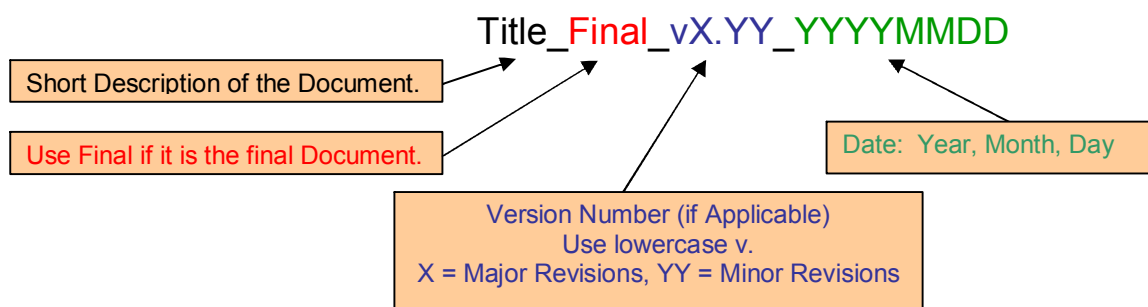 Title_Final_vX.YY_YYYYMMDD
Short Description of the Document.
Use Final if it is the final Document.
Date:  Year, Month, Day
Version Number (if Applicable)
Use lowercase v.
X = Major Revisions, YY = Minor Revisions